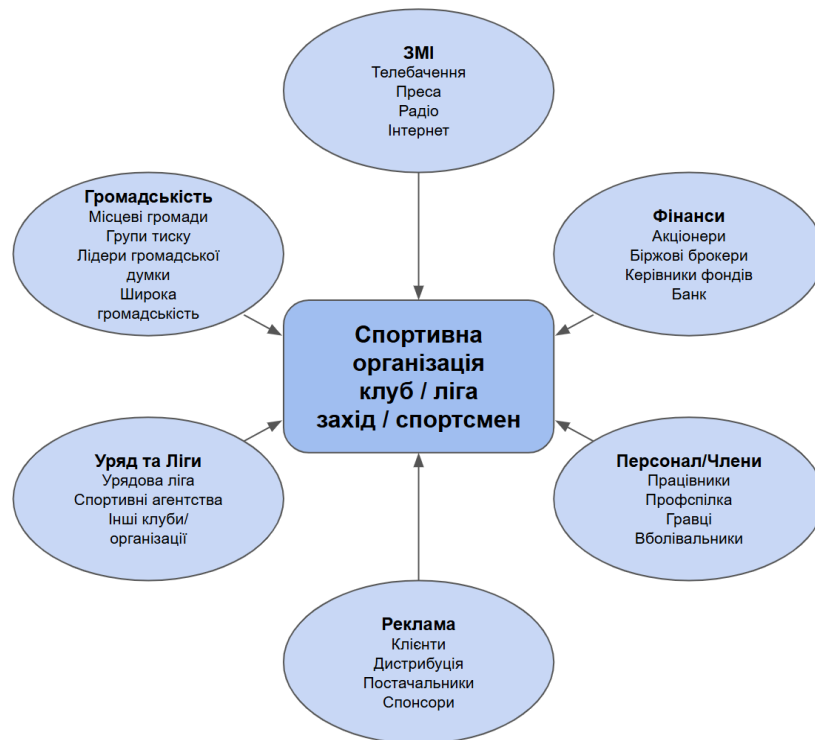 ЗМІ
Телебачення
Преса
Радіо
Інтернет
Громадськість
Місцеві громади
Групи тиску
Лідери громадської
думки
Широка
громадськість
Фінанси
Акціонери
Біржові брокери
Керівники фондів
Банк
Спортивна
організація
клуб / ліга
захід / спортсмен
Уряд та Ліги
Урядова ліга
Спортивні агентства
Інші клуби/
організації
Персонал/Члени
Працівники
Профспілка
Гравці
Вболівальники
Реклама
Клієнти
Дистрибуція
Постачальники
Спонсори